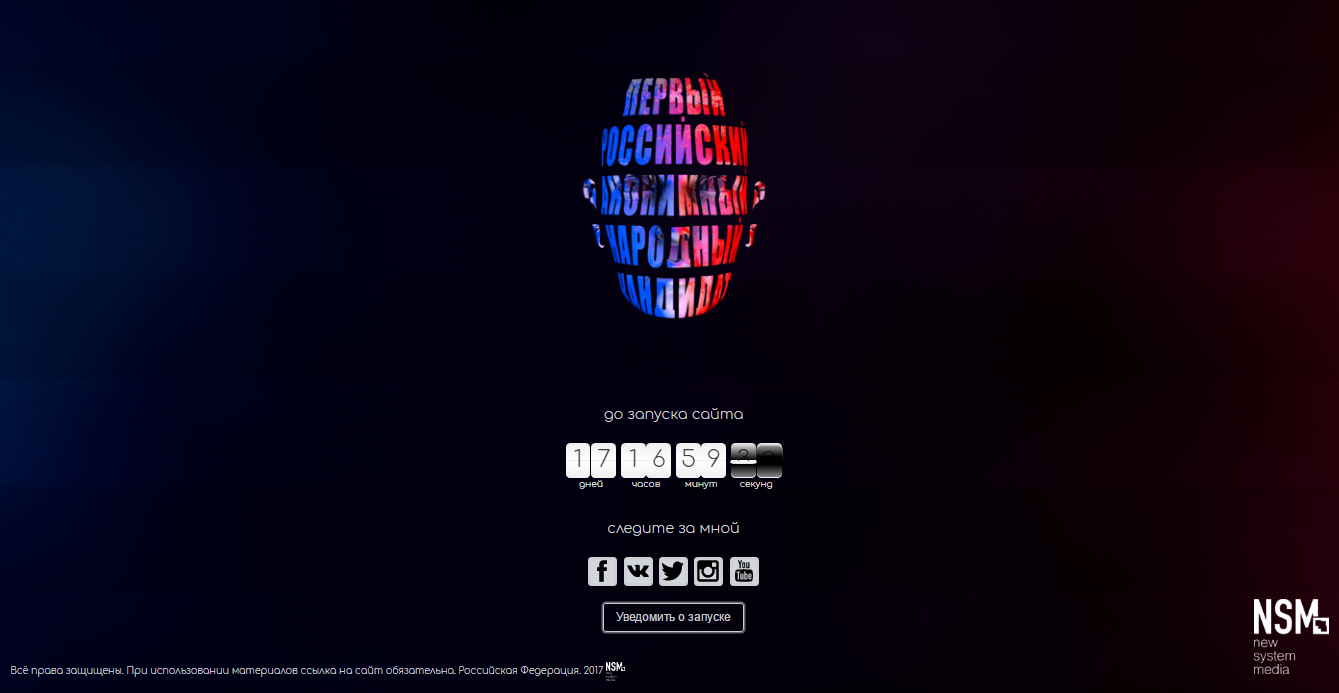 ПЕРВЫЙ
РОССИЙСКИЙ
АНОНИМНЫЙ
НАРОДНЫЙ
КАНДИДАТ
до запуска сайта
17 16 59
дней часов минут секунд
следите за мной
f vk You Tube
Уведомить о запуске
NSM
new
system
media
Всё права защищены. При использовании материалов ссылка на сайт обязательна. Российская Федерация. 2017 NSM